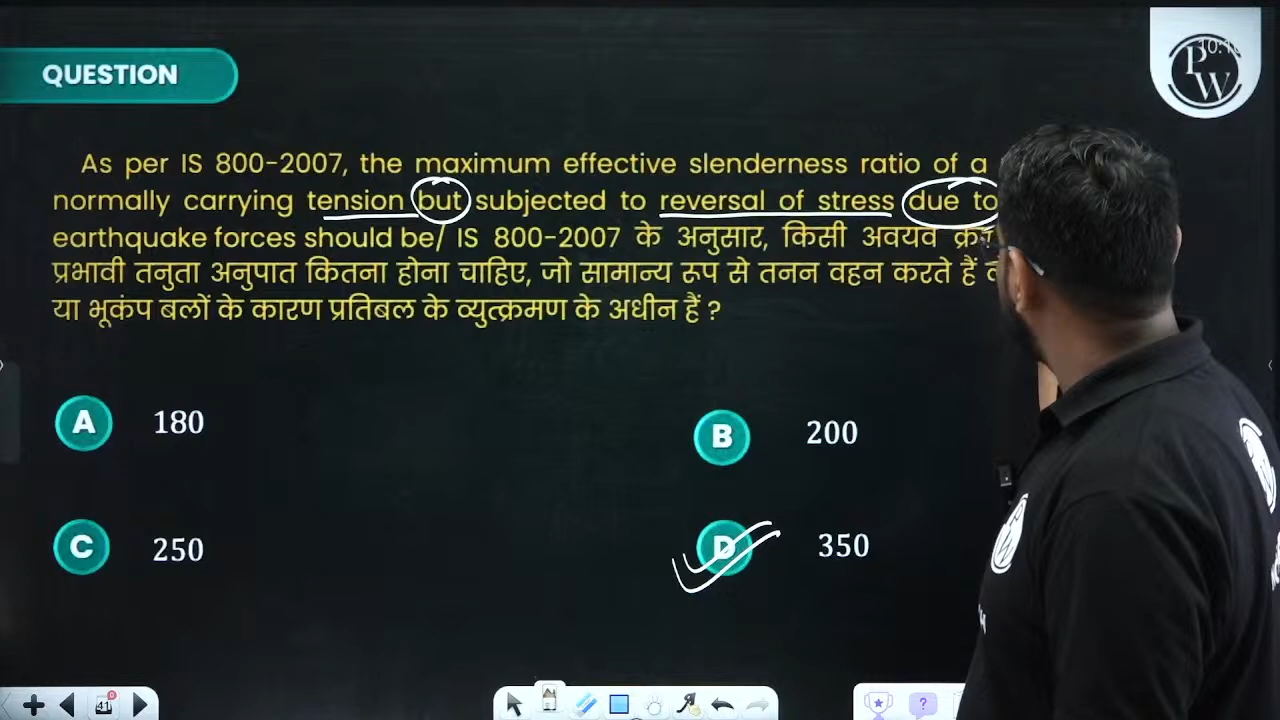 QUESTION
PW
As per IS 800-2007, the maximum effective slenderness ratio of a
normally carrying tension but subjected to reversal of stress due to
earthquake forces should be/ IS 800-2007 के अनुसार, किसी अवयव
प्रभावी तनुता अनुपात कितना होना चाहिए, जो सामान्य रूप से तनन वहन करते हैं
या भूकंप बलों के कारण प्रतिबल के व्युत्क्रमण के अधीन हैं ?
A 180
B 200
C 250
D 350
41